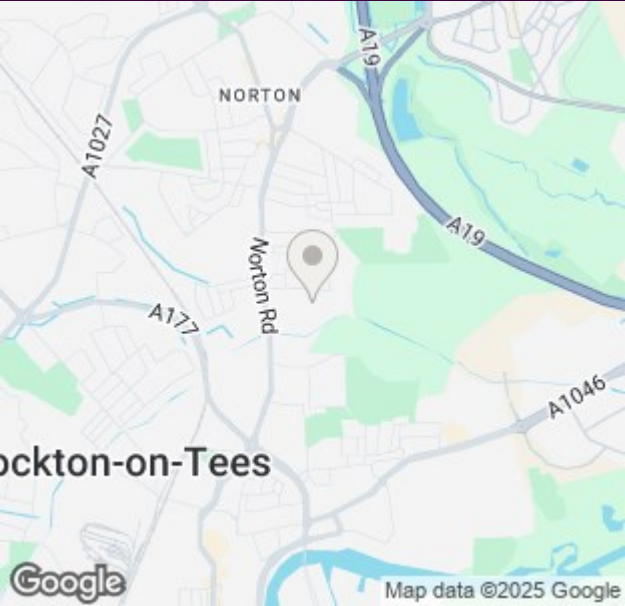 A19
NORTON
A1027
A19
Norton Rd
A177
A1046
ockton-on-Tees
Google
Map data ©2025 Google